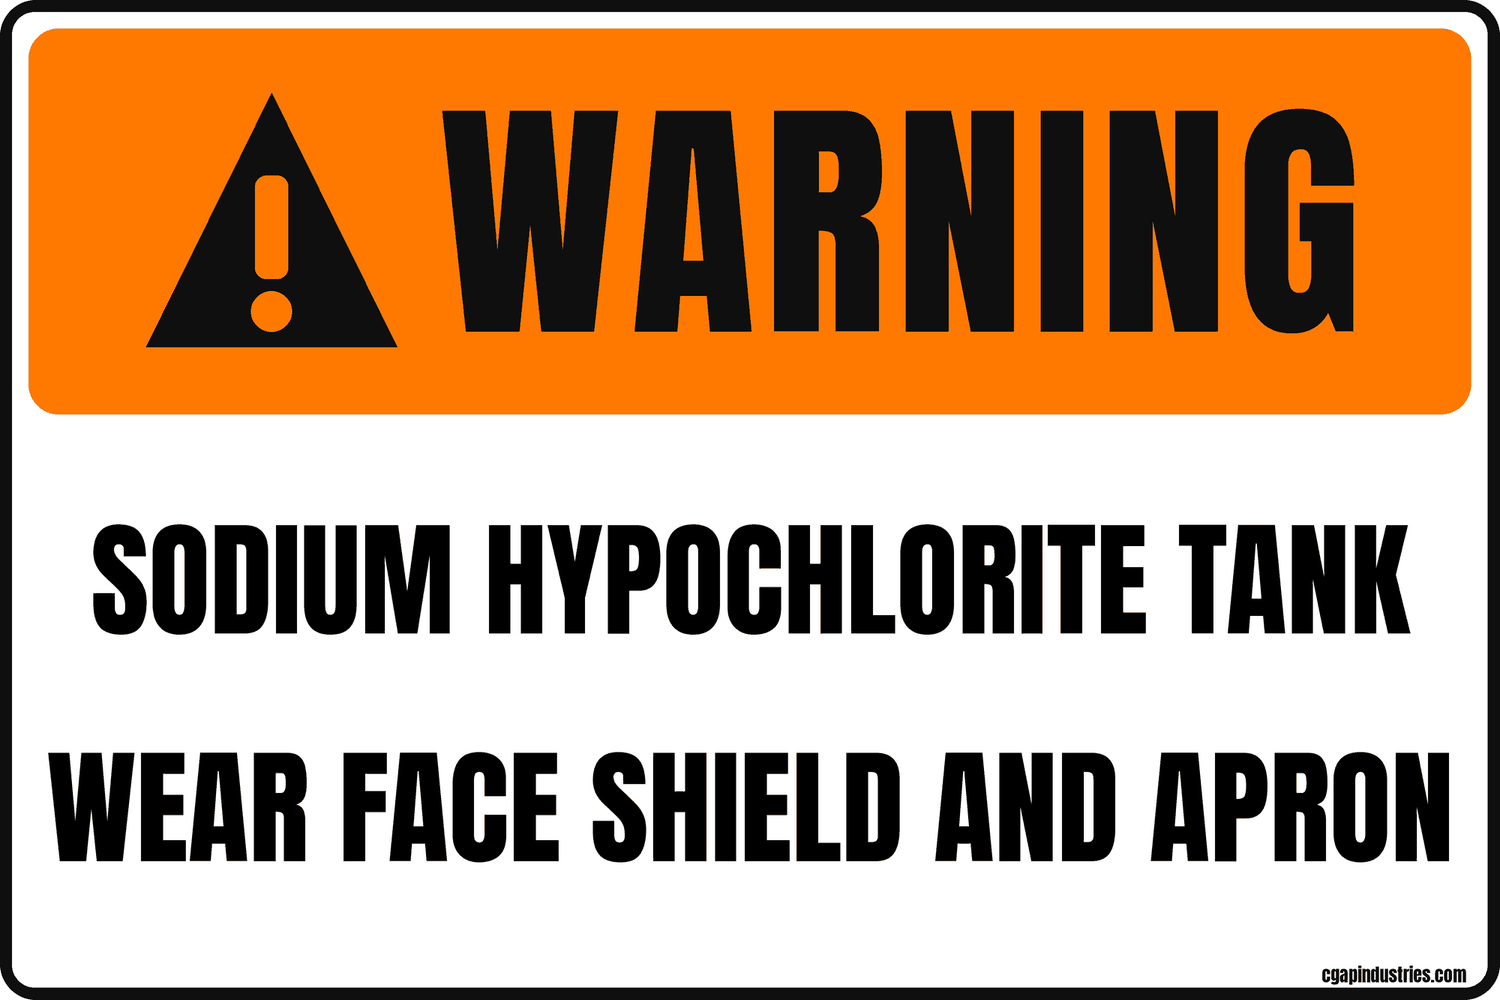 WARNING
SODIUM HYPOCHLORITE TANK
WEAR FACE SHIELD AND APRON
cgapindustries.com